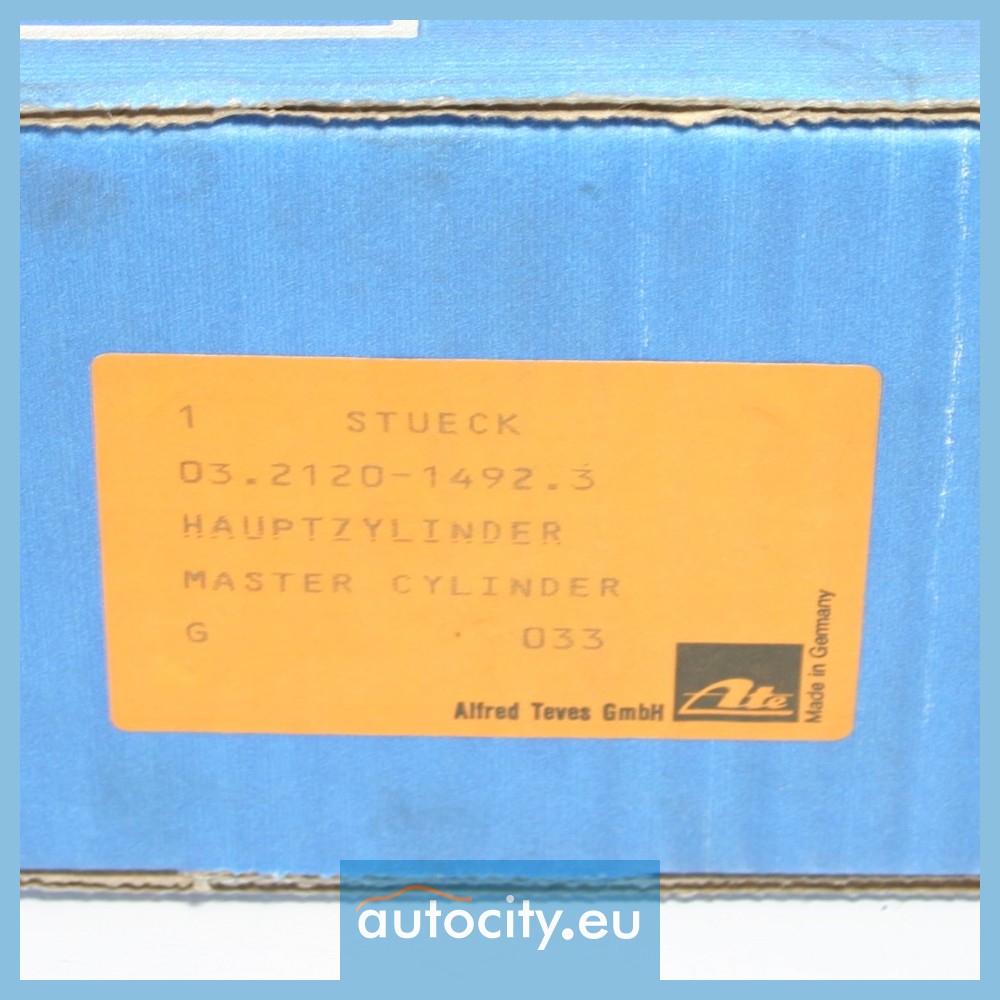 1 STUECK
03.2120-1492.3
HAUPTZYLINDER
MASTER CYLINDER
G 033
Alfred Teves GmbH
Ate
Made in Germany
autocity.eu